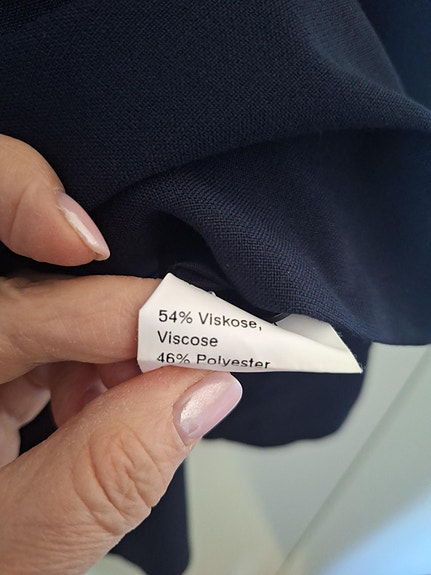 54% Viskose,
Viscose
46% Polyester